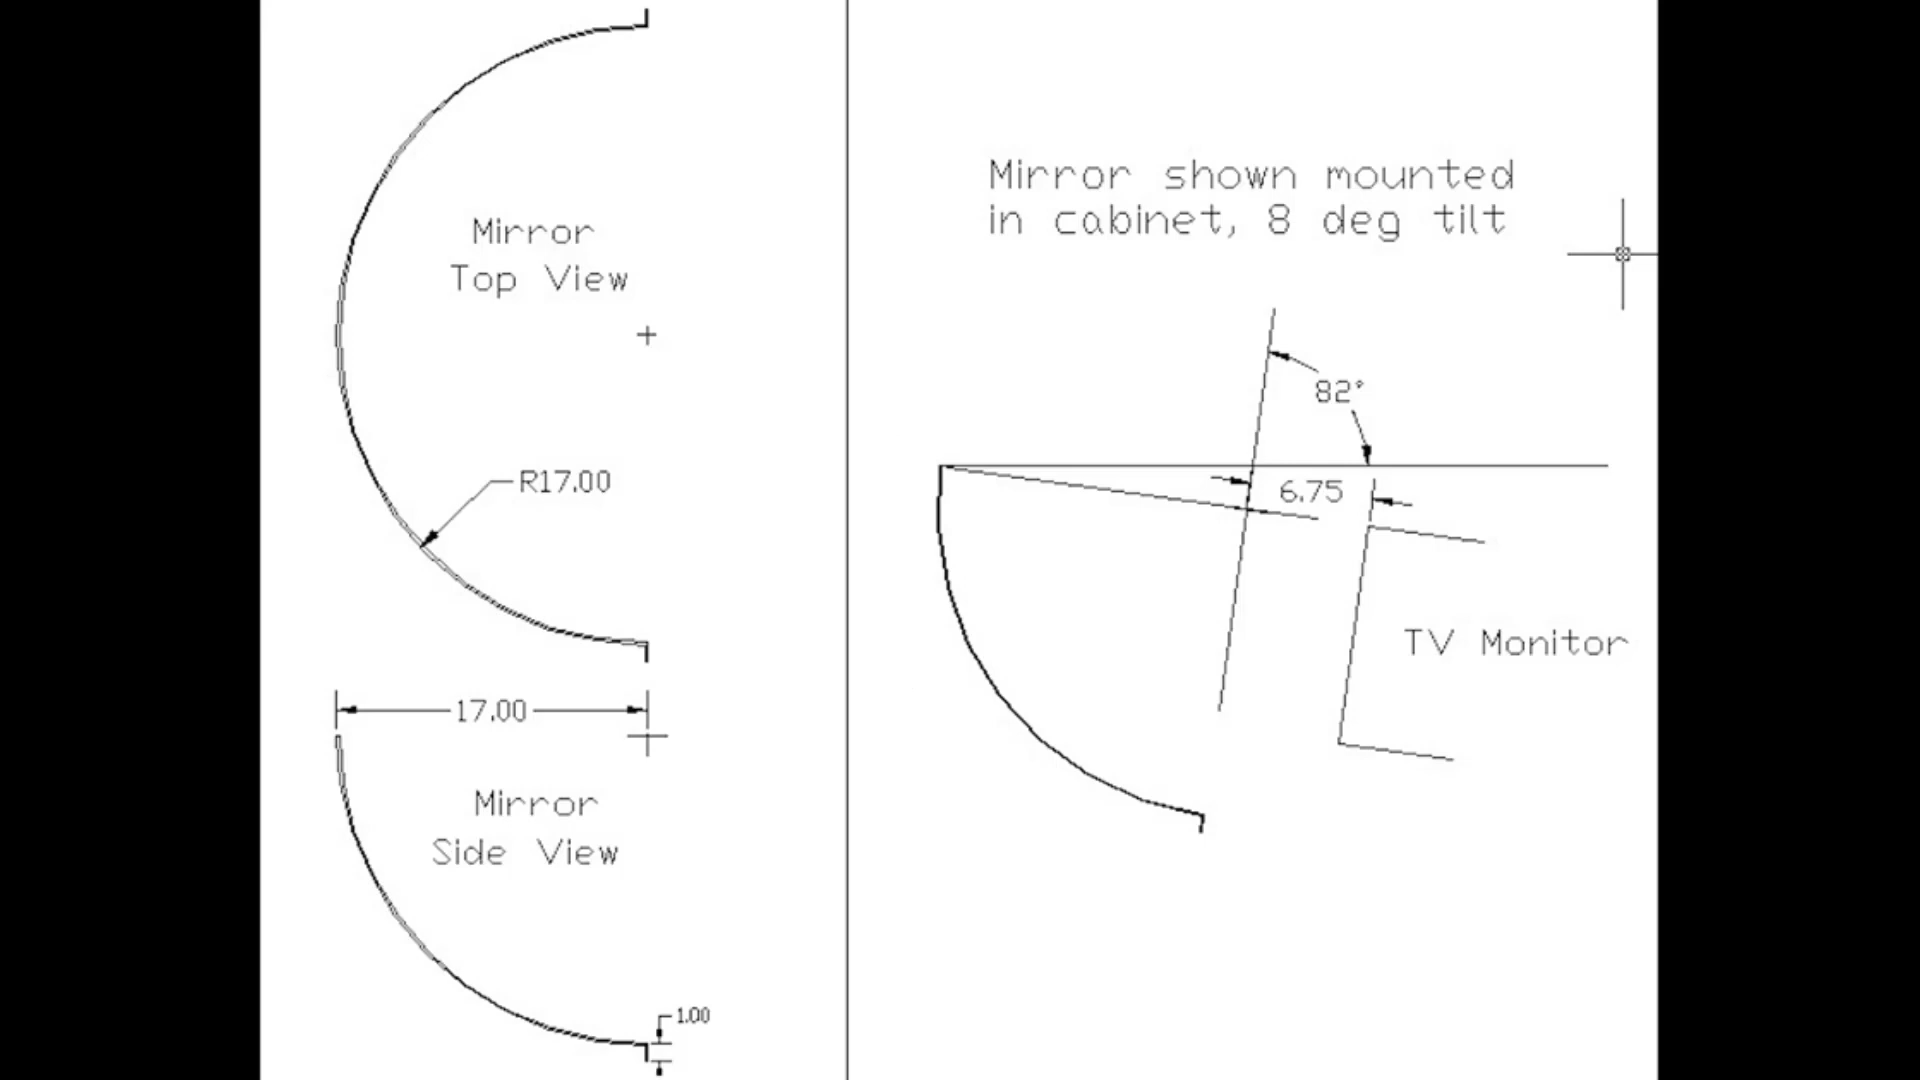 Mirror
Top View
R17.00
17.00
Mirror
Side View
1.00
Mirror shown mounted
in cabinet, 8 deg tilt
82°
6.75
TV Monitor